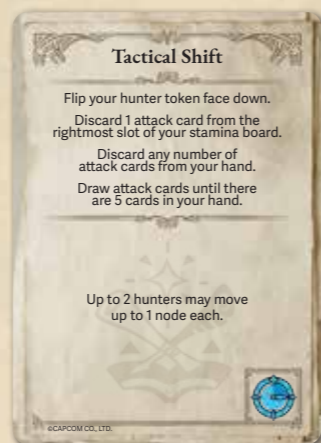 Tactical Shift
Flip your hunter token face down.
Discard 1 attack card from the
rightmost slot of your stamina board.
Discard any number of
attack cards from your hand.
Draw attack cards until there
are 5 cards in your hand.
Up to 2 hunters may move
up to 1 node each.
©CAPCOM CO., LTD.